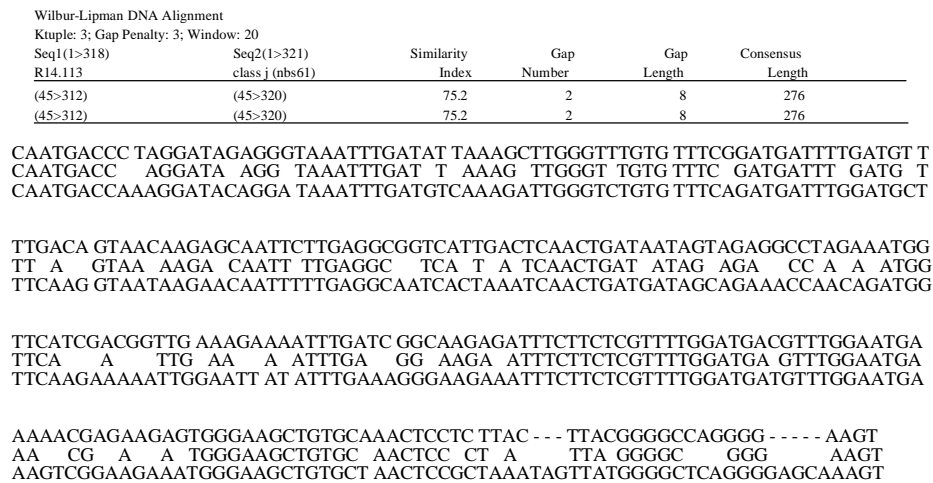 Wilbur-Lipman DNA Alignment
Ktuple: 3; Gap Penalty: 3; Window: 20
Seq1(1>318) Seq2(1>321) Similarity Gap Gap Consensus
R14.113 class j (nbs61) Index Number Length Length
(45>312) (45>320) 75.2 2 8 276
(45>312) (45>320) 75.2 2 8 276
CAATGACCC TAGGATAGAGGGTAAATTTGATAT TAAAGCTTGGGTTTGTG TTTCGGATGATTTTGATGT T
CAATGACC AGGATA AGG TAAATTTGAT T AAAG TTGGGT TGTG TTTC GATGATTT GATG T
CAATGACCAAAGGATACAGGA TAAATTTGATGTCAAAGATTGGGTCTGTG TTTCAGATGATTTGGATGCT
TTGACA GTAACAAGAGCAATTCTTGAGGCGGTCATTGACTCAACTGATAATAGTAGAGGCCTAGAAATGG
TT A GTAA AAGA CAATT TTGAGGC TCA T A TCAACTGAT ATAG AGA CC A A ATGG
TTCAAG GTAATAAGAACAATTTTTGAGGCAATCACTAAATCAACTGATGATAGCAGAAACCAACAGATGG
TTCATCGACGGTTG AAAGAAAATTTGATC GGCAAGAGATTTCTTCTCGTTTTGGATGACGTTTGGAATGA
TTCA A TTG AA A ATTTGA GG AAGA ATTTCTTCTCGTTTTGGATGA GTTTGGAATGA
TTCAAGAAAAATTGGAATT AT ATTTGAAAGGGAAGAAATTTCTTCTCGTTTTGGATGATGTTTGGAATGA
AAAACGAGAAGAGTGGGAAGCTGTGCAAACTCCTC TTAC - - - TTACGGGGCCAGGGG - - - - - AAGT
AA CG A A TGGGAAGCTGTGC AACTCC CT A TTA GGGGC GGG AAGT
AAGTCGGAAGAAATGGGAAGCTGTGCT AACTCCGCTAAATAGTTATGGGGCTCAGGGGAGCAAAGT